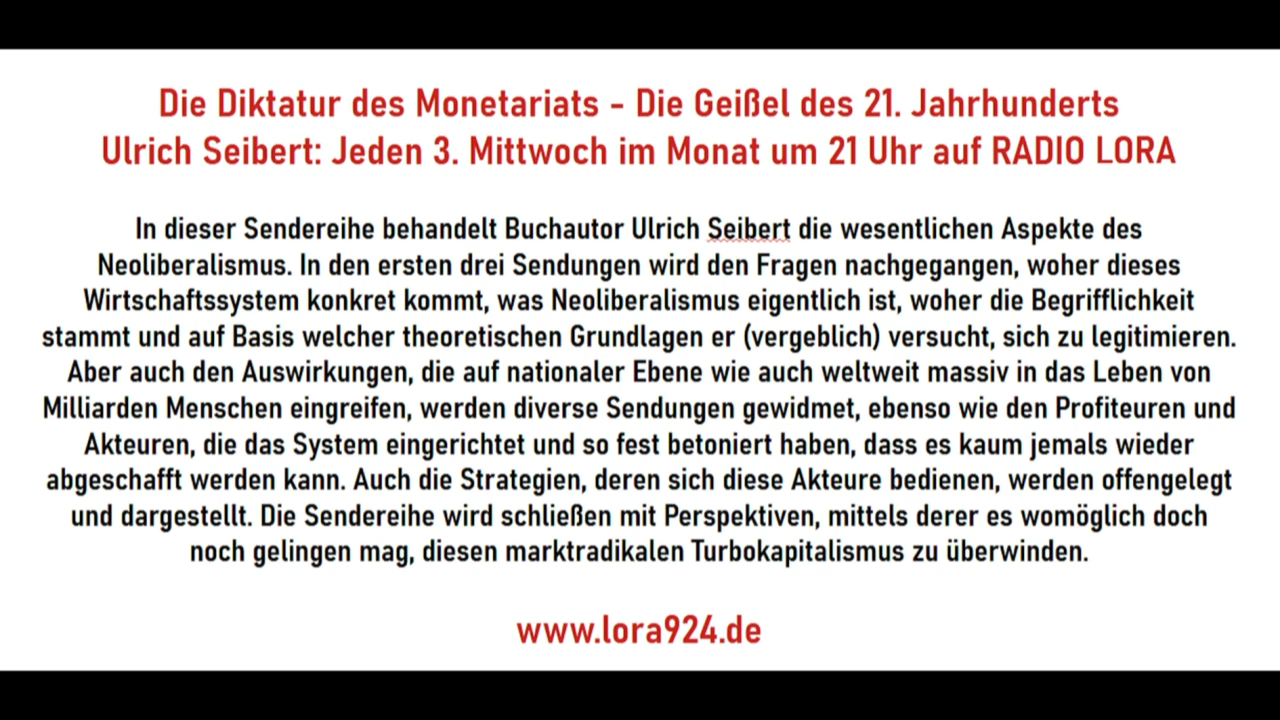 Die Diktatur des Monetariats - Die Geißel des 21. Jahrhunderts
Ulrich Seibert: Jeden 3. Mittwoch im Monat um 21 Uhr auf RADIO LORA
In dieser Sendereihe behandelt Buchautor Ulrich Seibert die wesentlichen Aspekte des
Neoliberalismus. In den ersten drei Sendungen wird den Fragen nachgegangen, woher dieses
Wirtschaftssystem konkret kommt, was Neoliberalismus eigentlich ist, woher die Begrifflichkeit
stammt und auf Basis welcher theoretischen Grundlagen er (vergeblich) versucht, sich zu legitimieren.
Aber auch den Auswirkungen, die auf nationaler Ebene wie auch weltweit massiv in das Leben von
Milliarden Menschen eingreifen, werden diverse Sendungen gewidmet, ebenso wie den Profiteuren und
Akteuren, die das System eingerichtet und so fest betoniert haben, dass es kaum jemals wieder
abgeschafft werden kann. Auch die Strategien, deren sich diese Akteure bedienen, werden offengelegt
und dargestellt. Die Sendereihe wird schließen mit Perspektiven, mittels derer es womöglich doch
noch gelingen mag, diesen marktradikalen Turbokapitalismus zu überwinden.
www.lora924.de